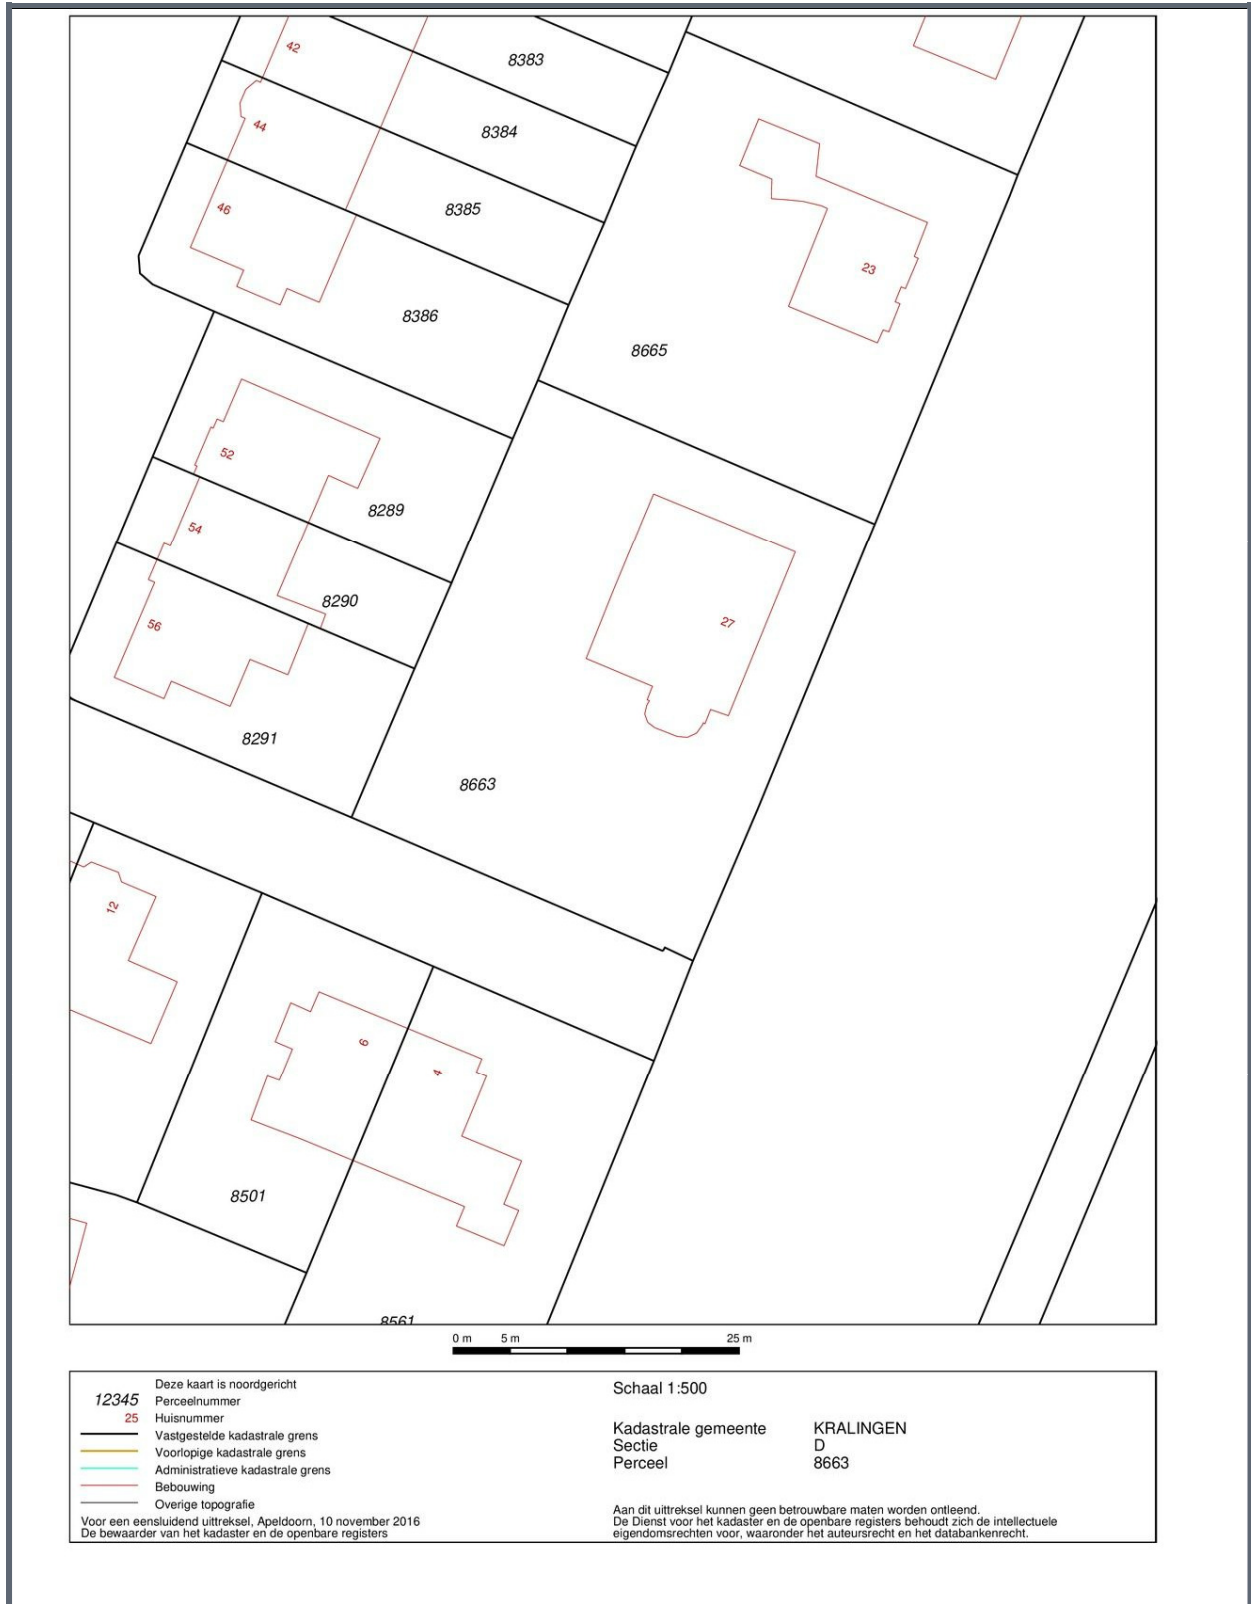 42
8383
44
8384
46
8385
23
8386
8665
52
8289
54
8290
27
56
8291
8663
12
6
4
8501
8561
0 m 5 m 25 m
Deze kaart is noordgericht
12345 Perceelnummer
25 Huisnummer
Vastgestelde kadastrale grens
Voorlopige kadastrale grens
Administratieve kadastrale grens
Bebouwing
Overige topografie
Voor een eensluidend uittreksel, Apeldoorn, 10 november 2016
De bewaarder van het kadaster en de openbare registers
Schaal 1:500
Kadastrale gemeente KRALINGEN
Sectie D
Perceel 8663
Aan dit uittreksel kunnen geen betrouwbare maten worden ontleend.
De Dienst voor het kadaster en de openbare registers behoudt zich de intellectuele
eigendomsrechten voor, waaronder het auteursrecht en het databankenrecht.